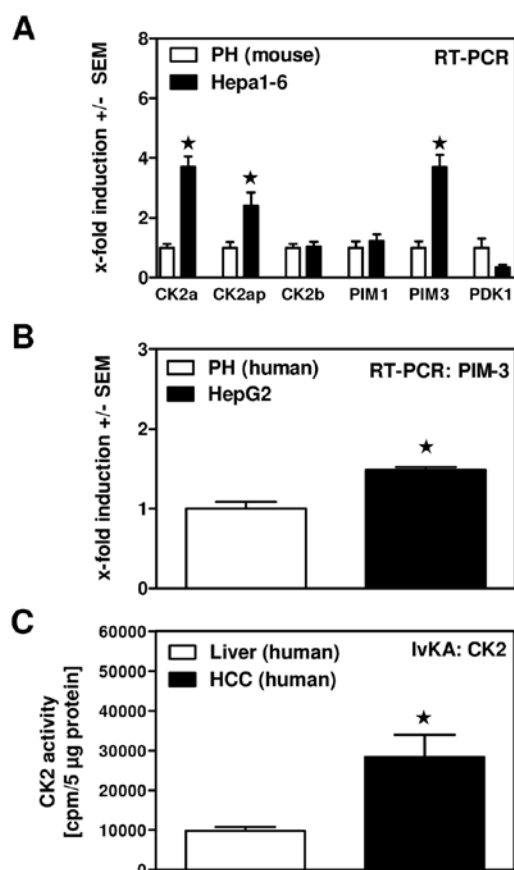 A
x-fold induction +/- SEM
8
6
4
2
0
PH (mouse)
Hepa1-6
RT-PCR
★
★
★
CK2a CK2ap CK2b PIM1 PIM3 PDK1
B
x-fold induction +/- SEM
3
2
1
0
PH (human)
HepG2
RT-PCR: PIM-3
★
C
CK2 activity
[cpm/5 µg protein]
60000
50000
40000
30000
20000
10000
0
Liver (human)
HCC (human)
IvKA: CK2
★